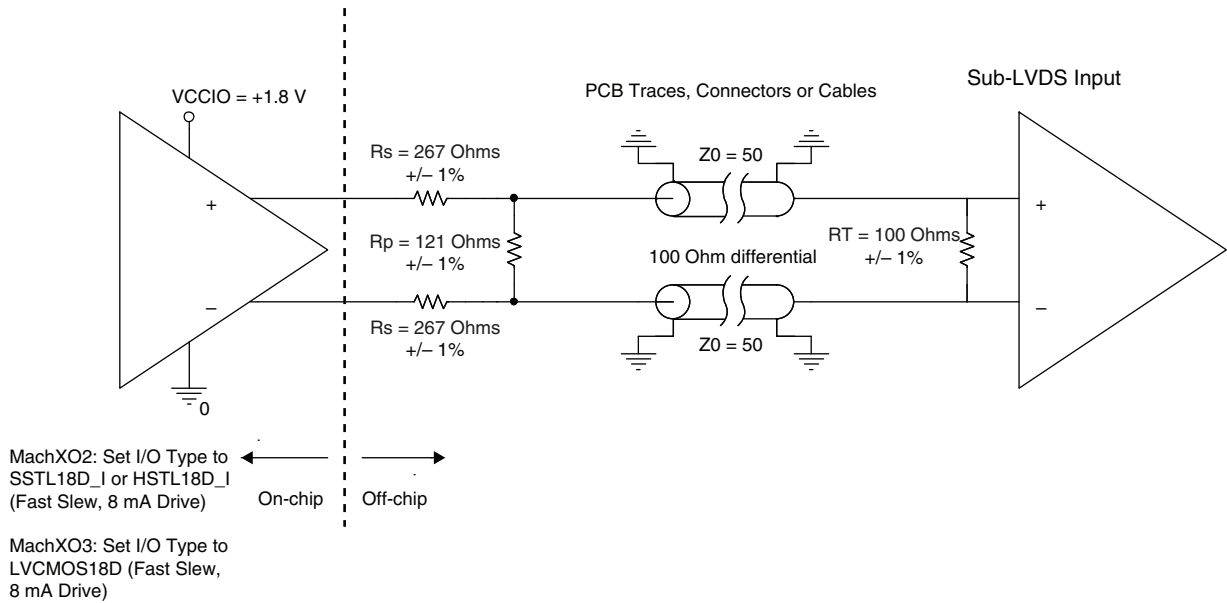 VCCIO = +1.8 V
PCB Traces, Connectors or Cables
Sub-LVDS Input
Rs = 267 Ohms
+/– 1%
Z0 = 50
+
+
Rp = 121 Ohms
+/– 1%
100 Ohm differential
RT = 100 Ohms
+/– 1%
–
–
Rs = 267 Ohms
+/– 1%
Z0 = 50
0
MachXO2: Set I/O Type to
SSTL18D_I or HSTL18D_I
(Fast Slew, 8 mA Drive)
On-chip
Off-chip
MachXO3: Set I/O Type to
LVCMOS18D (Fast Slew,
8 mA Drive)